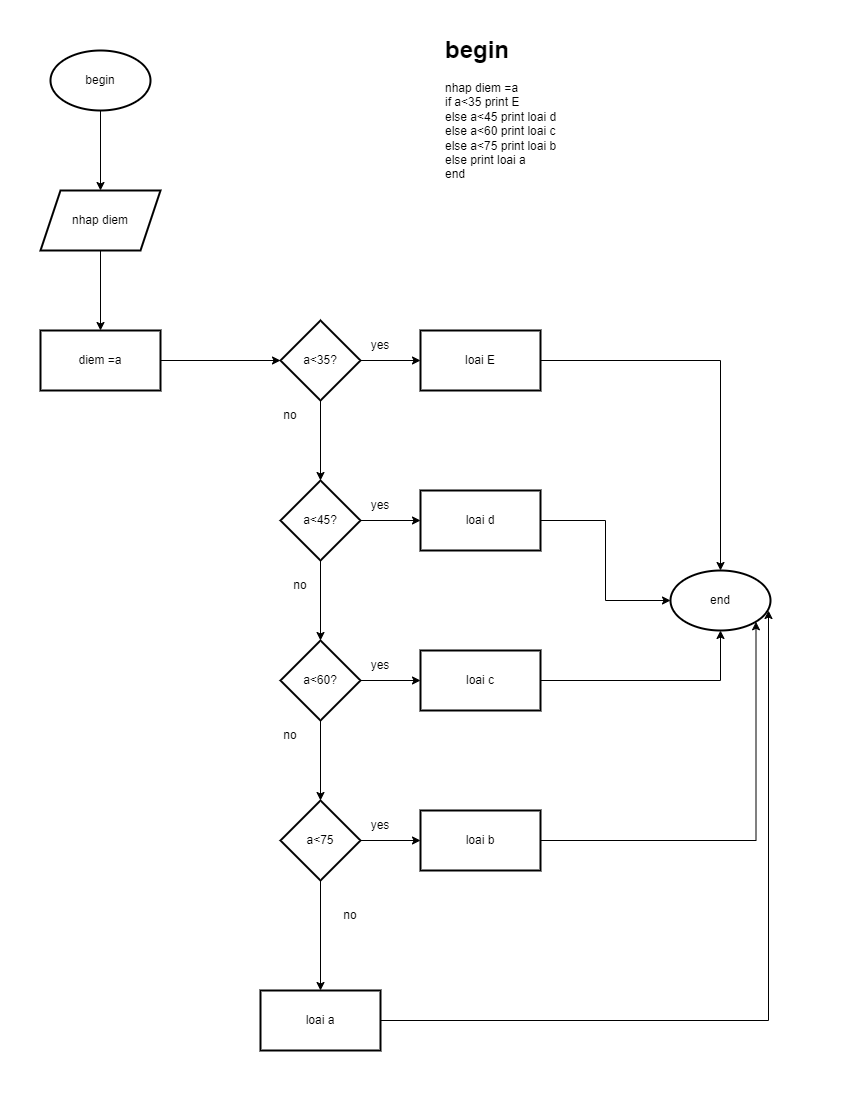 begin
begin
nhap diem =a
if a<35 print E
else a<45 print loai d
else a<60 print loai c
else a<75 print loai b
else print loai a
end
nhap diem
diem =a
a<35?
yes
loai E
no
a<45?
yes
loai d
no
end
a<60?
yes
loai c
no
a<75
yes
loai b
no
loai a